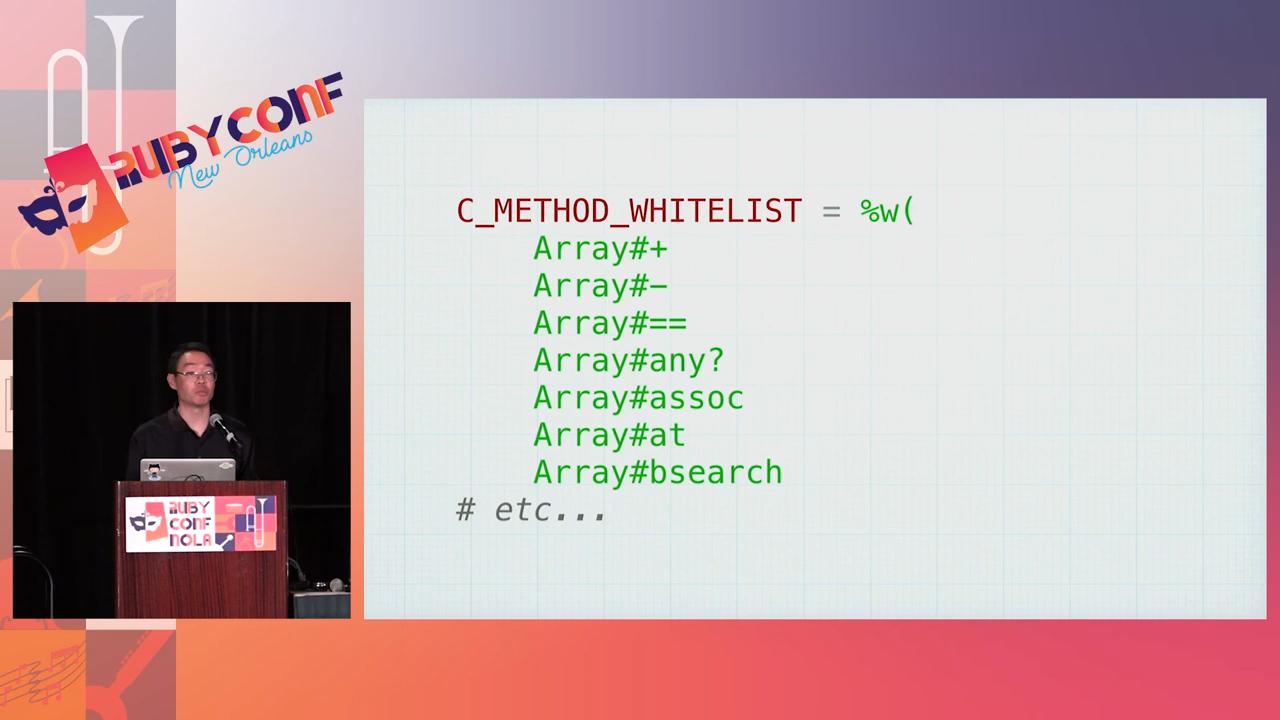 RUBYCONF
New Orleans
C_METHOD_WHITELIST = %w(
Array#+
Array#-
Array#==
Array#any?
Array#assoc
Array#at
Array#bsearch
# etc...
RUBY
CONF
NOLA